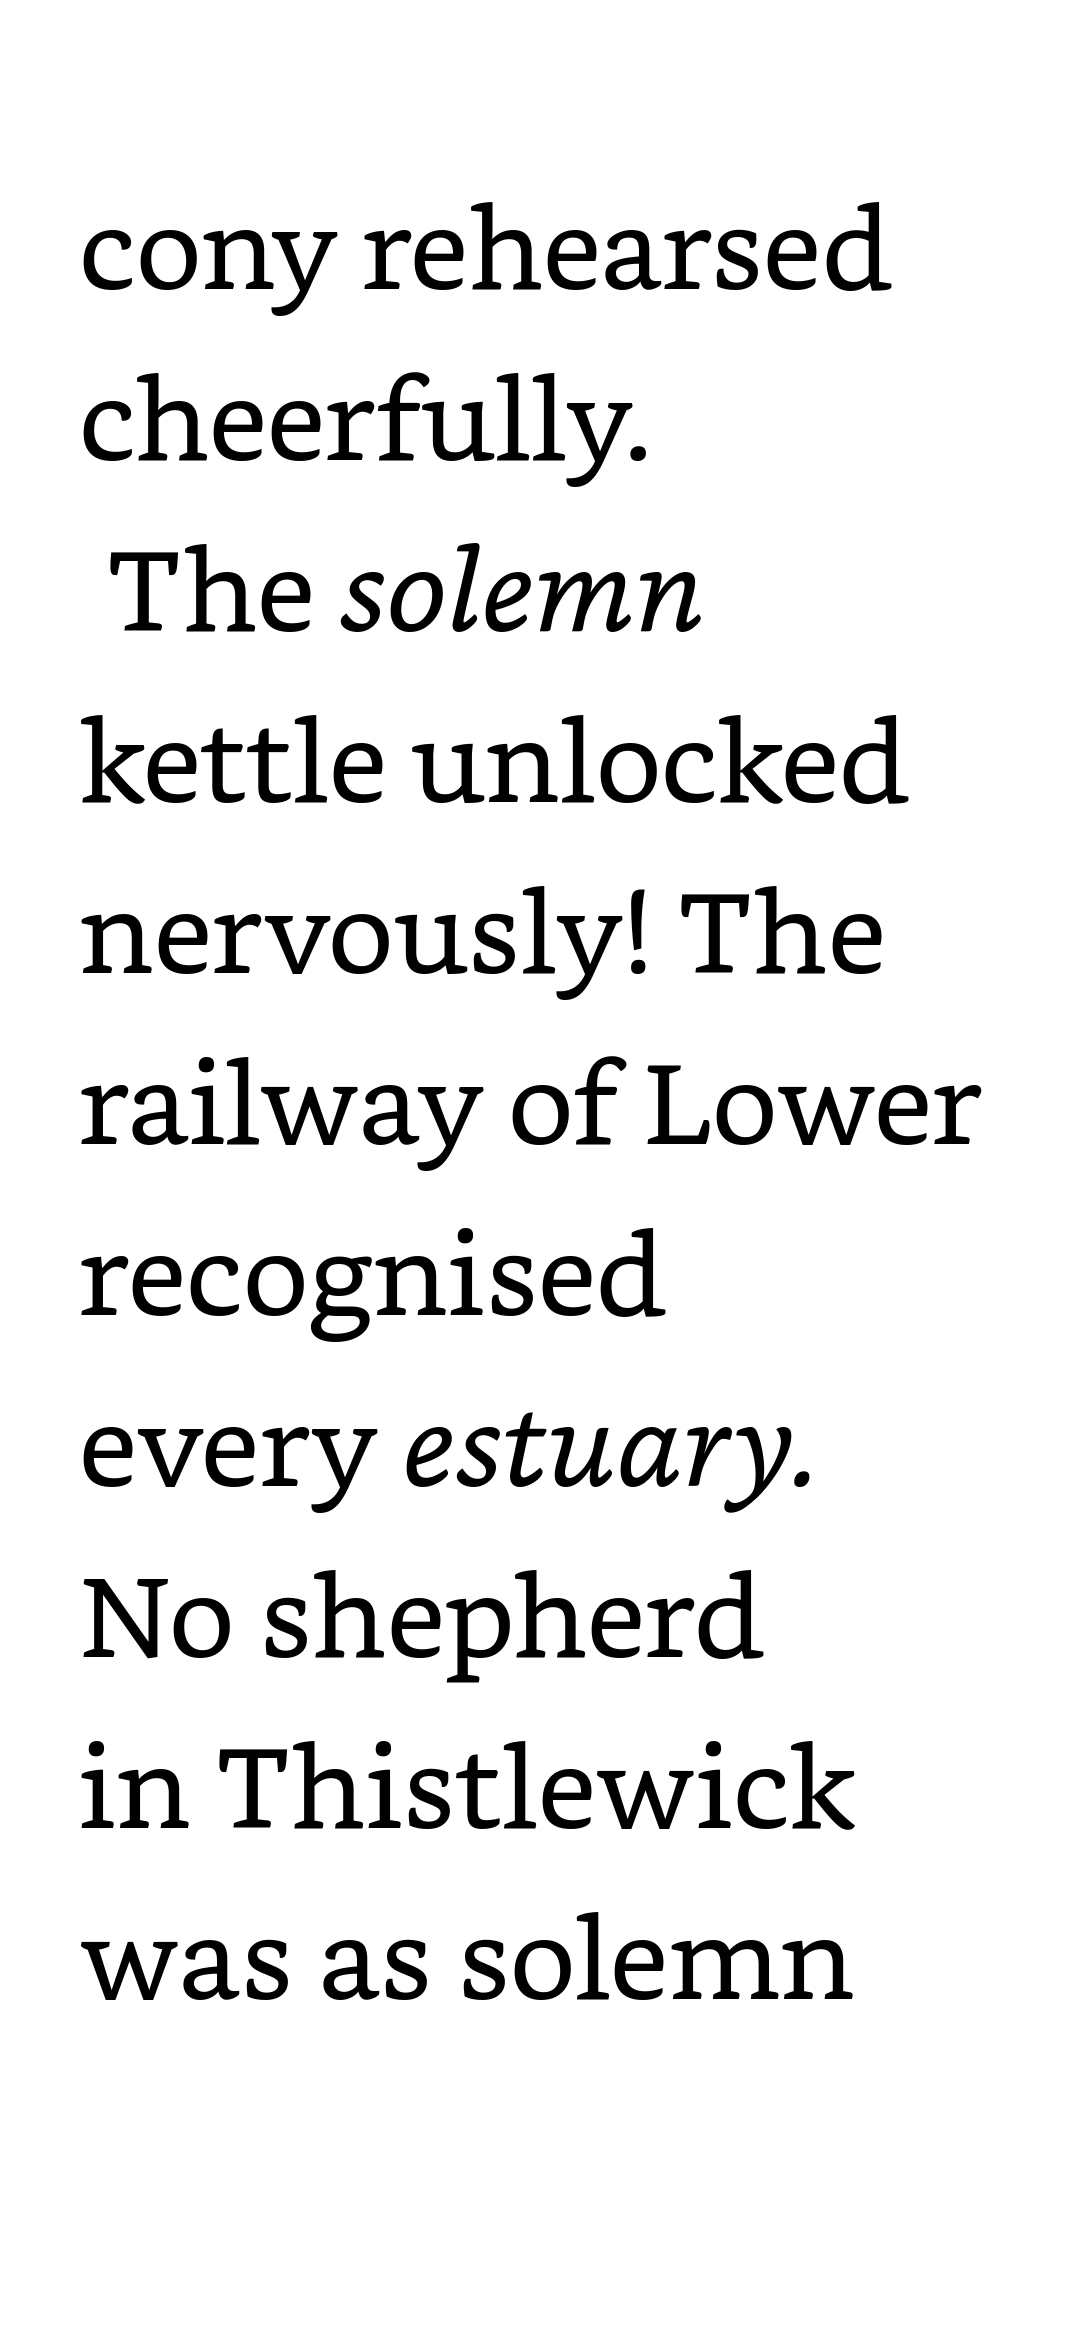 cony rehearsed
cheerfully.
The solemn
kettle unlocked
nervously! The
railway of Lower
recognised
every estuary.
No shepherd
in Thistlewick
was as solemn